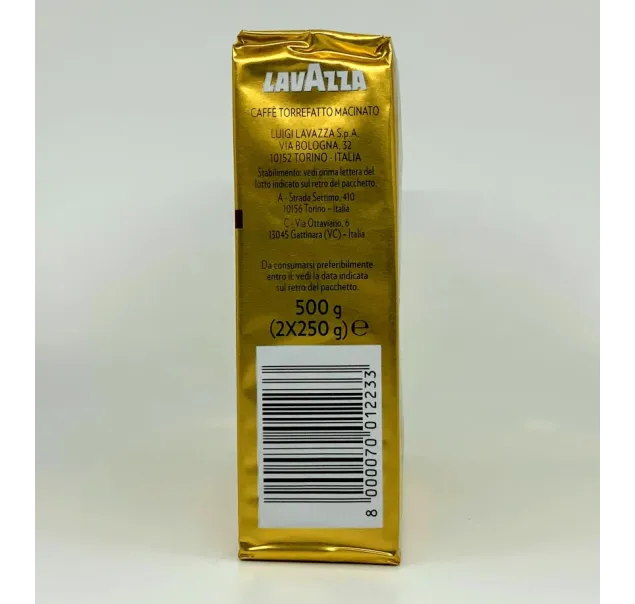 LAVAZZA
CAFFÈ TORREFATTO MACINATO
LUIGI LAVAZZA S.p.A.
VIA BOLOGNA, 32
10152 TORINO - ITALIA
Stabilimento: vedi prima lettera del
lotto indicato sul retro del pacchetto.
A - Strada Settimo, 410
10156 Torino - Italia
C - Via Ottaviano, 6
13045 Gattinara (VC) - Italia
Da consumarsi preferibilmente
entro il: vedi la data indicata
sul retro del pacchetto.
500 g
(2X250 g) ℮
8 000070 012233